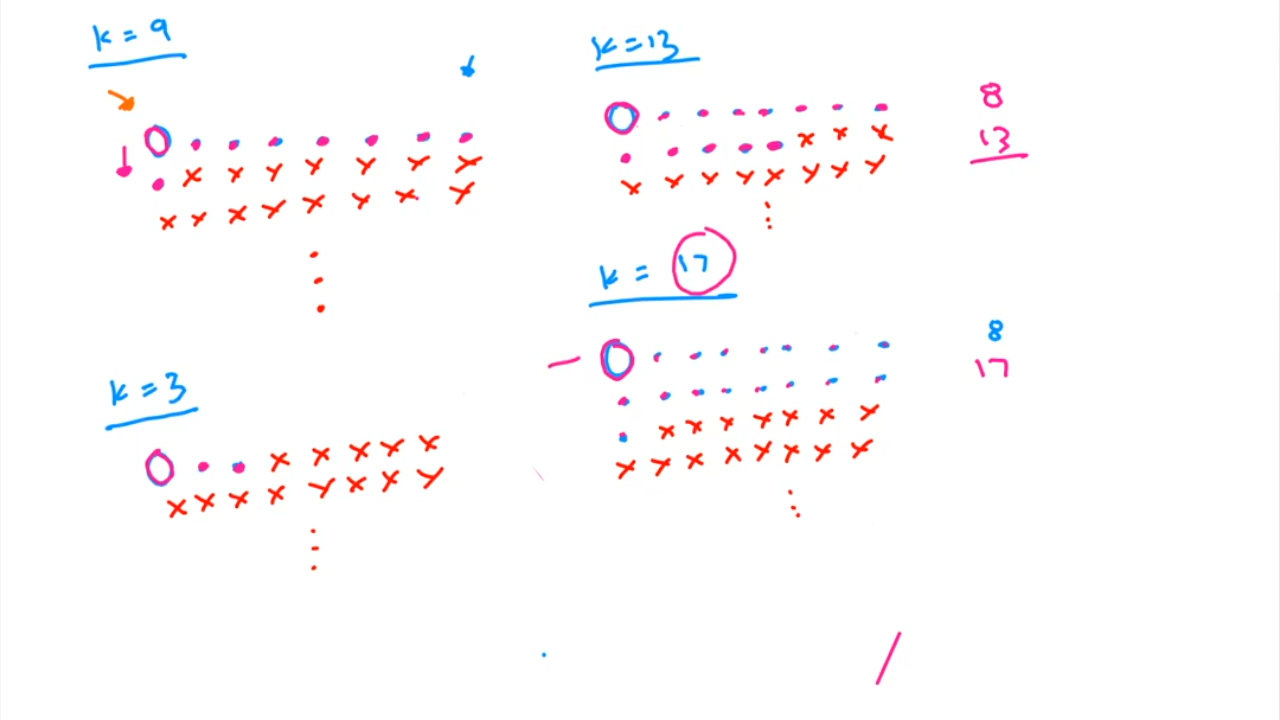 k = 9
k = 13
8
x x x
13
x x x x x x x
x x x x x x x x
x x x x x x x x
k = 17
8
17
k = 3
x x x x x
x x x x x x x
x x x x x x x x
x x x x x x x x